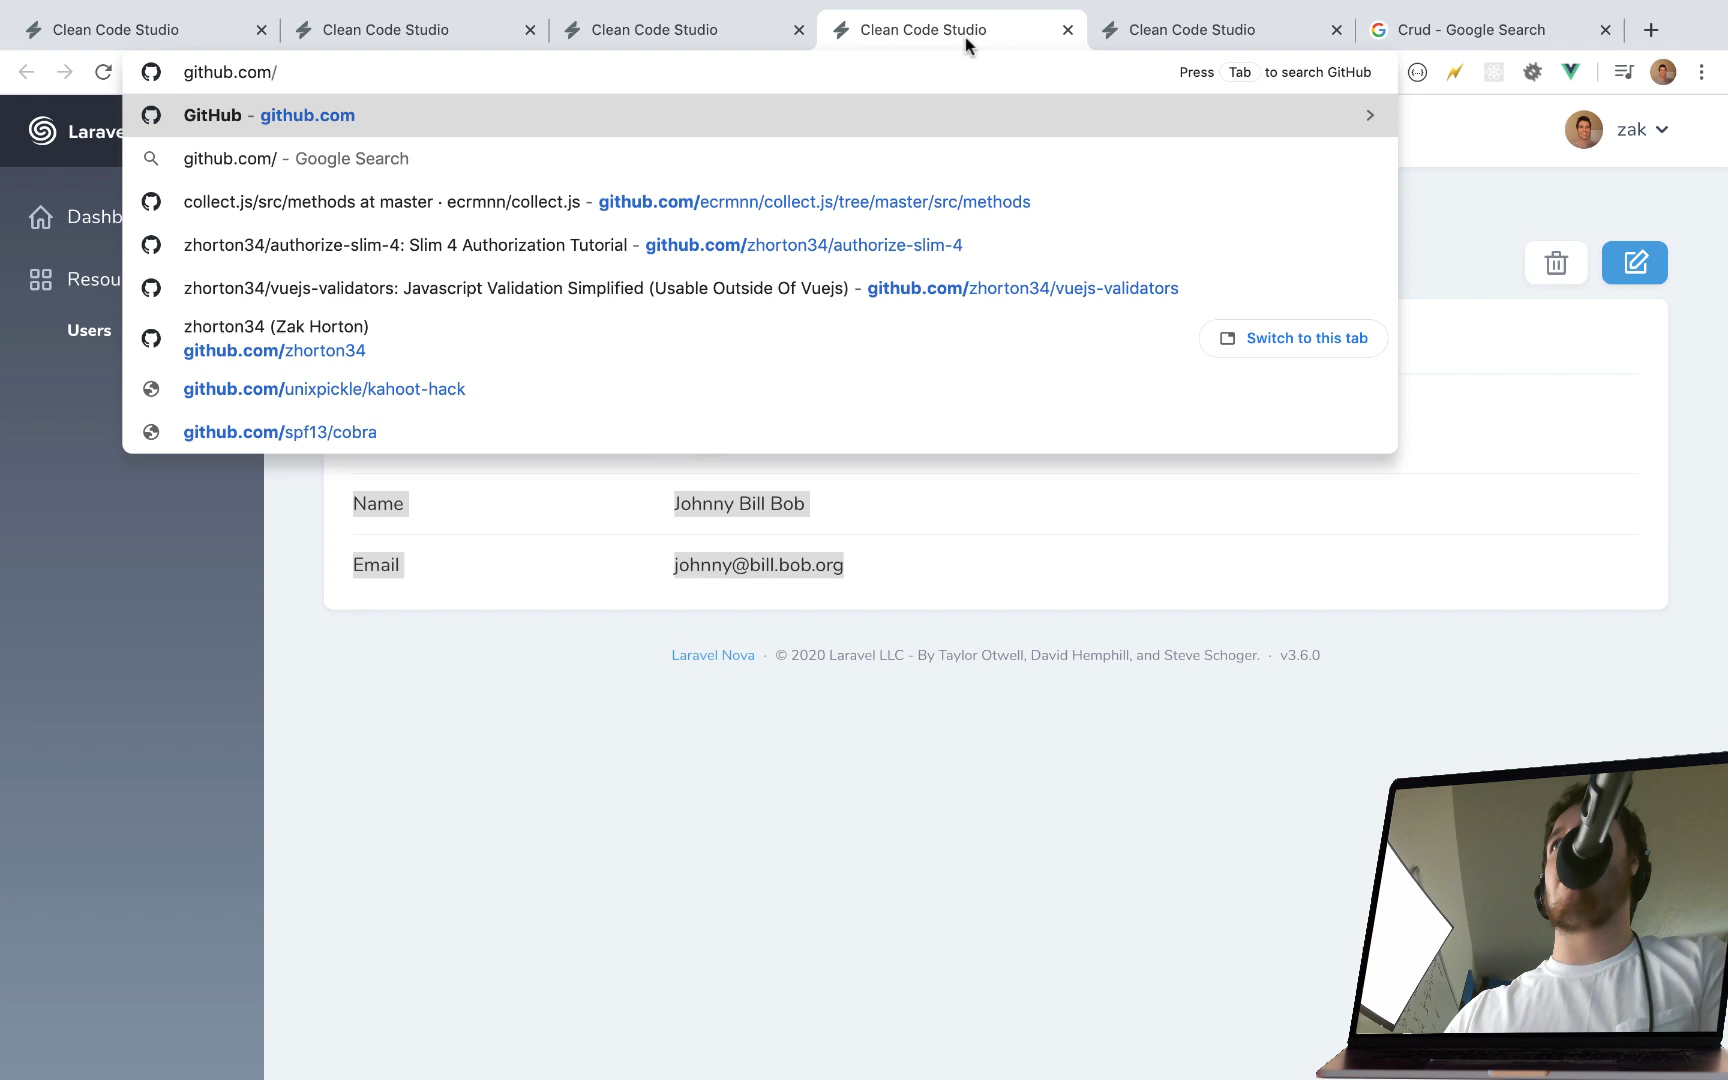 Clean Code Studio
Clean Code Studio
Clean Code Studio
Clean Code Studio
Clean Code Studio
Crud - Google Search
github.com/
Press Tab to search GitHub
GitHub - github.com
github.com/ - Google Search
collect.js/src/methods at master · ecrmnn/collect.js - github.com/ecrmnn/collect.js/tree/master/src/methods
zhorton34/authorize-slim-4: Slim 4 Authorization Tutorial - github.com/zhorton34/authorize-slim-4
zhorton34/vuejs-validators: Javascript Validation Simplified (Usable Outside Of Vuejs) - github.com/zhorton34/vuejs-validators
zhorton34 (Zak Horton)
github.com/zhorton34
Switch to this tab
github.com/unixpickle/kahoot-hack
github.com/spf13/cobra
Larave
zak
Dashb
Resou
Users
Name Johnny Bill Bob
Email johnny@bill.bob.org
Laravel Nova · © 2020 Laravel LLC - By Taylor Otwell, David Hemphill, and Steve Schoger. · v3.6.0